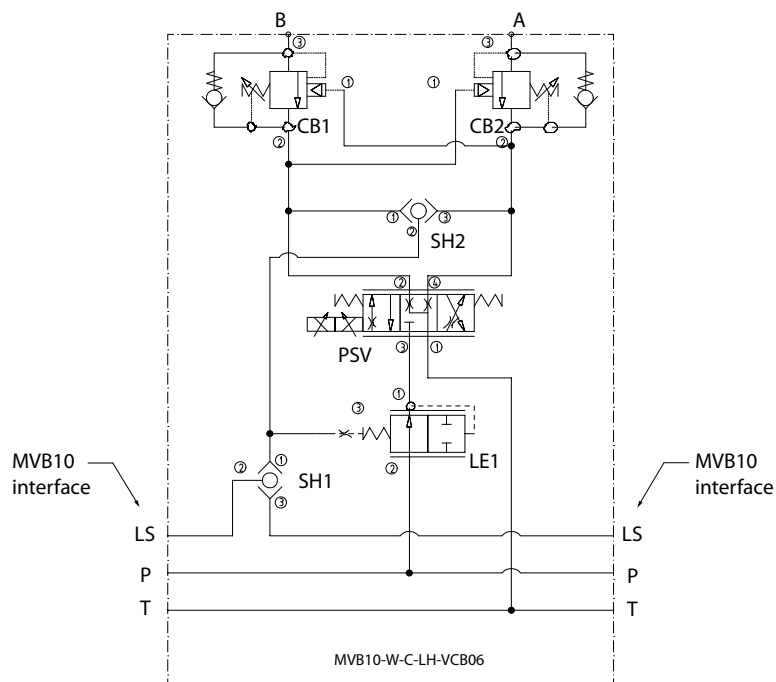 B A
③ ③
① ①
CB1 CB2
② ②
① ③
②
SH2
② ④
PSV ③ ①
①
③
LE1
②
MVB10
interface
② ①
SH1
③
MVB10
interface
LS LS
P P
T T
MVB10-W-C-LH-VCB06